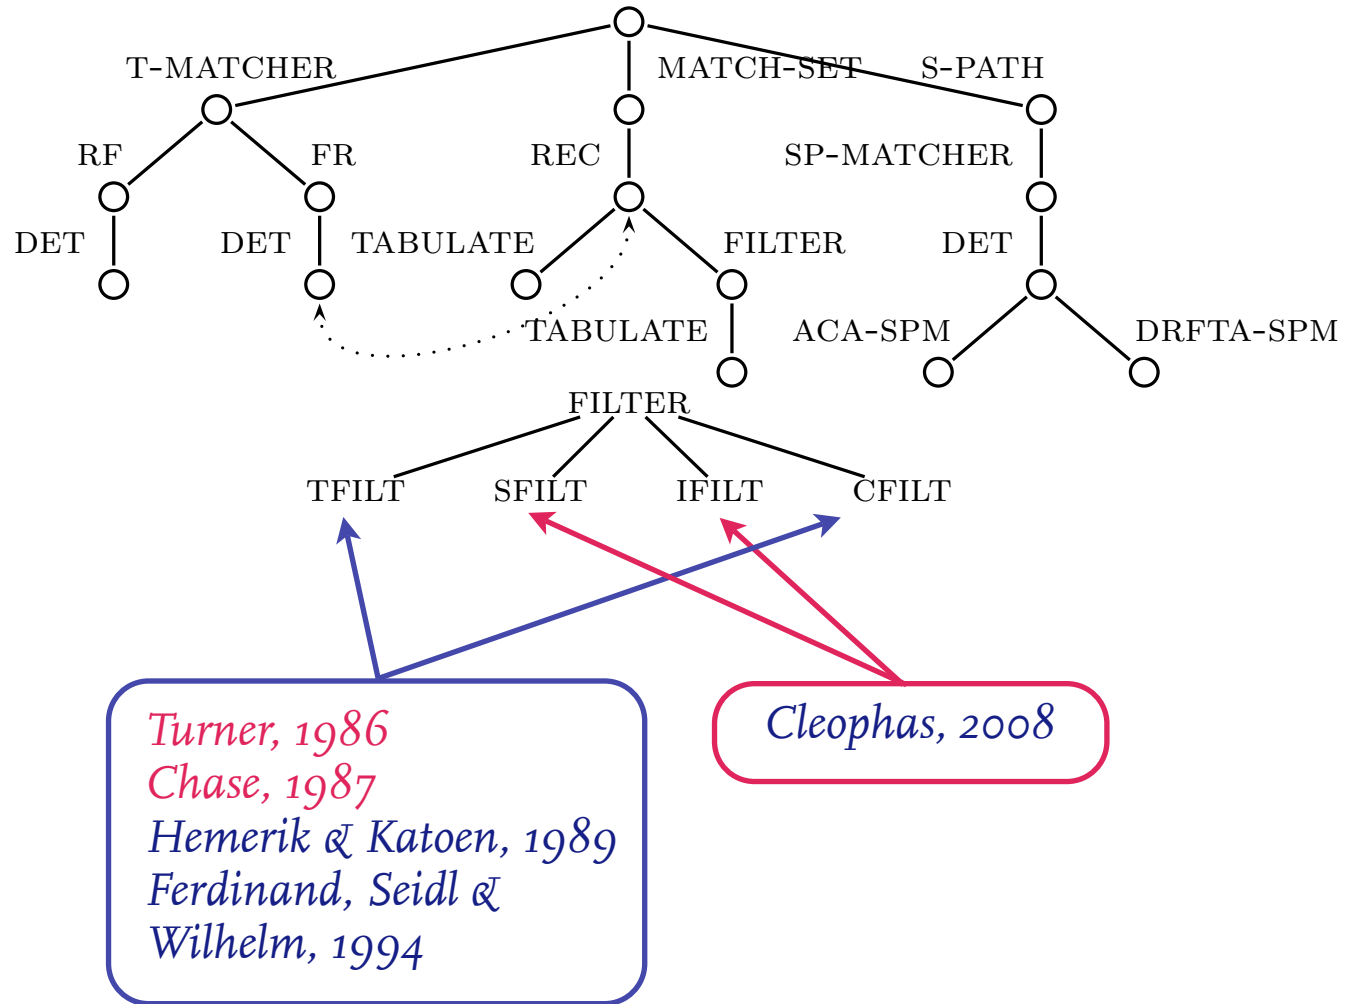 T-MATCHER MATCH-SET S-PATH
RF FR REC SP-MATCHER
DET DET TABULATE FILTER DET
TABULATE ACA-SPM DRFTA-SPM
FILTER
TFILT SFILT IFILT CFILT
Turner, 1986
Chase, 1987
Hemerik & Katoen, 1989
Ferdinand, Seidl &
Wilhelm, 1994
Cleophas, 2008